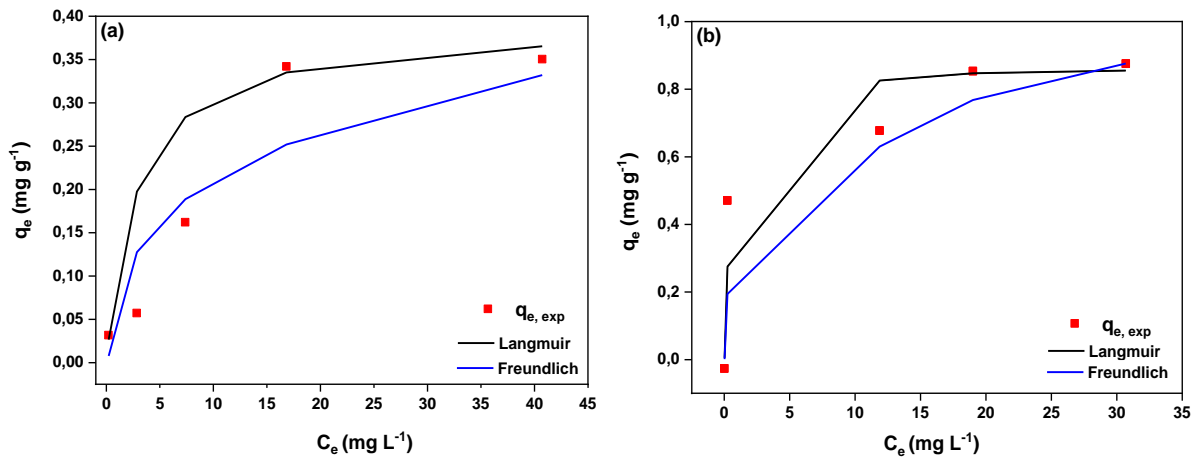 (a)
0,40
0,35
0,30
0,25
0,20
0,15
0,10
0,05
0,00
qe (mg g-1)
qe, exp
Langmuir
Freundlich
0 5 10 15 20 25 30 35 40 45
Ce (mg L-1)
(b)
1,0
0,8
0,6
0,4
0,2
0,0
qe (mg g-1)
qe, exp
Langmuir
Freundlich
0 5 10 15 20 25 30 35
Ce (mg L-1)